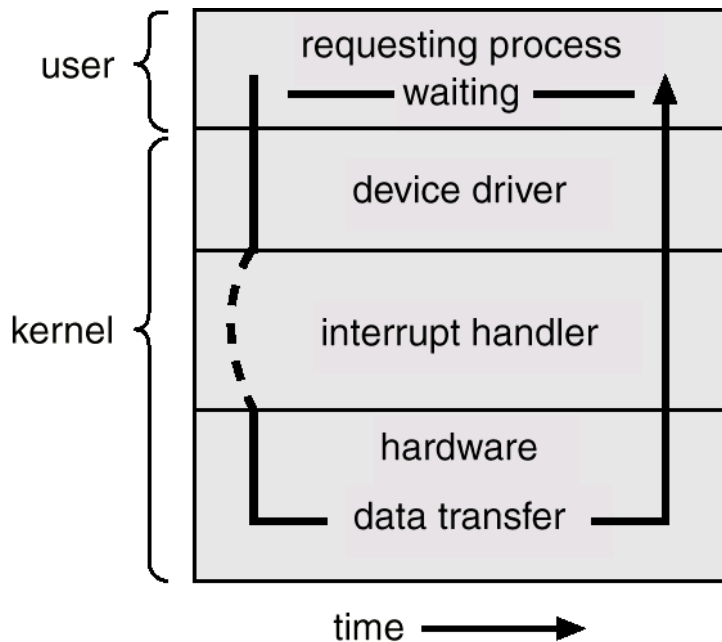 requesting process
user
waiting
device driver
kernel
interrupt handler
hardware
data transfer
time